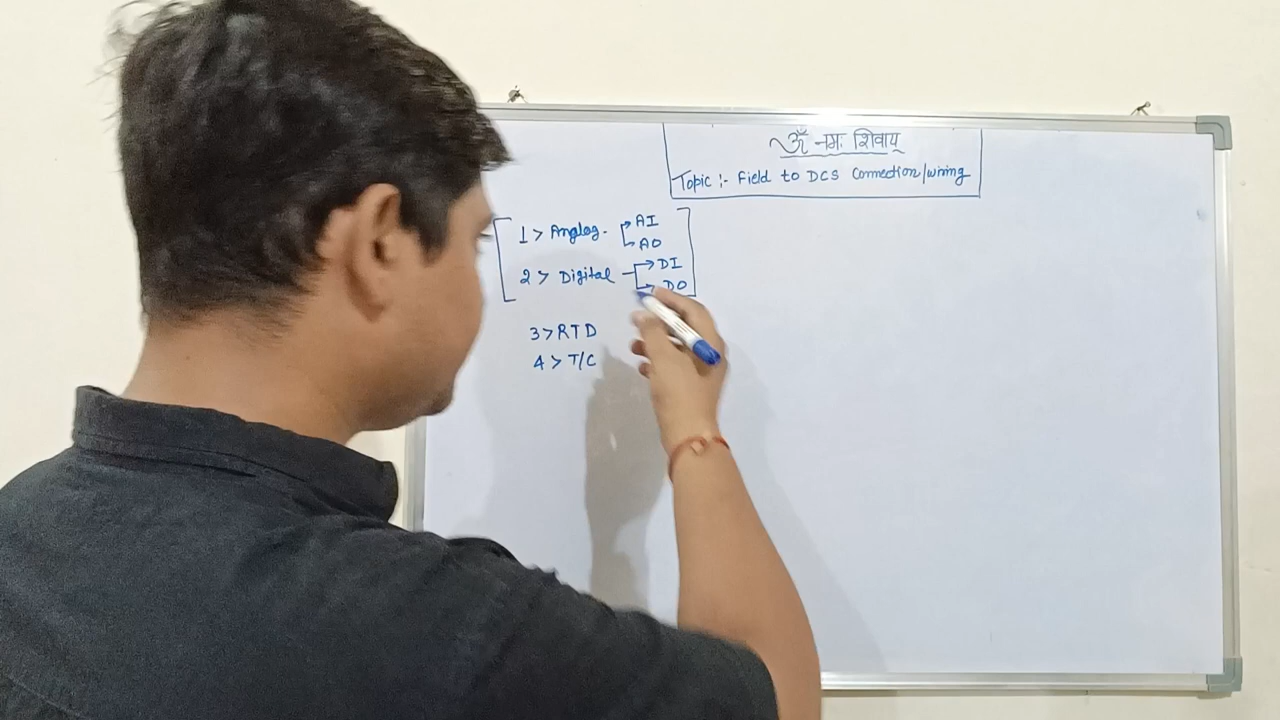 ॐ नमः शिवाय्
Topic :- Field to DCS Connection/wiring
1> Analog - AI
AO
2> Digital DI
DO
3> RTD
4> T/C